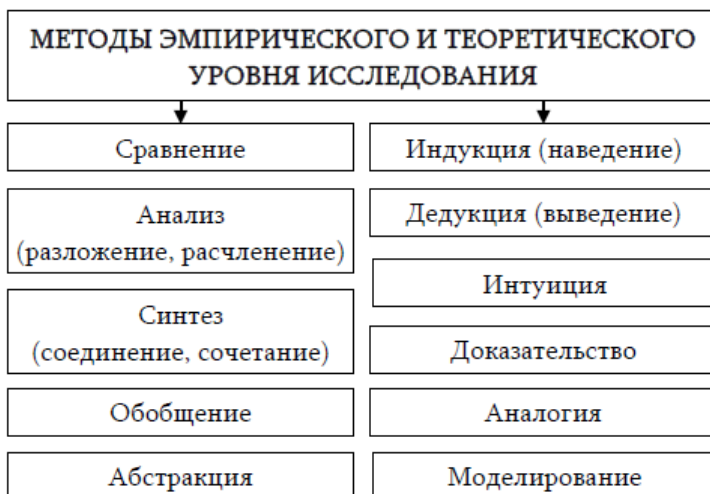 МЕТОДЫ ЭМПИРИЧЕСКОГО И ТЕОРЕТИЧЕСКОГО
УРОВНЯ ИССЛЕДОВАНИЯ
Сравнение
Анализ
(разложение, расчленение)
Синтез
(соединение, сочетание)
Обобщение
Абстракция
Индукция (наведение)
Дедукция (выведение)
Интуиция
Доказательство
Аналогия
Моделирование